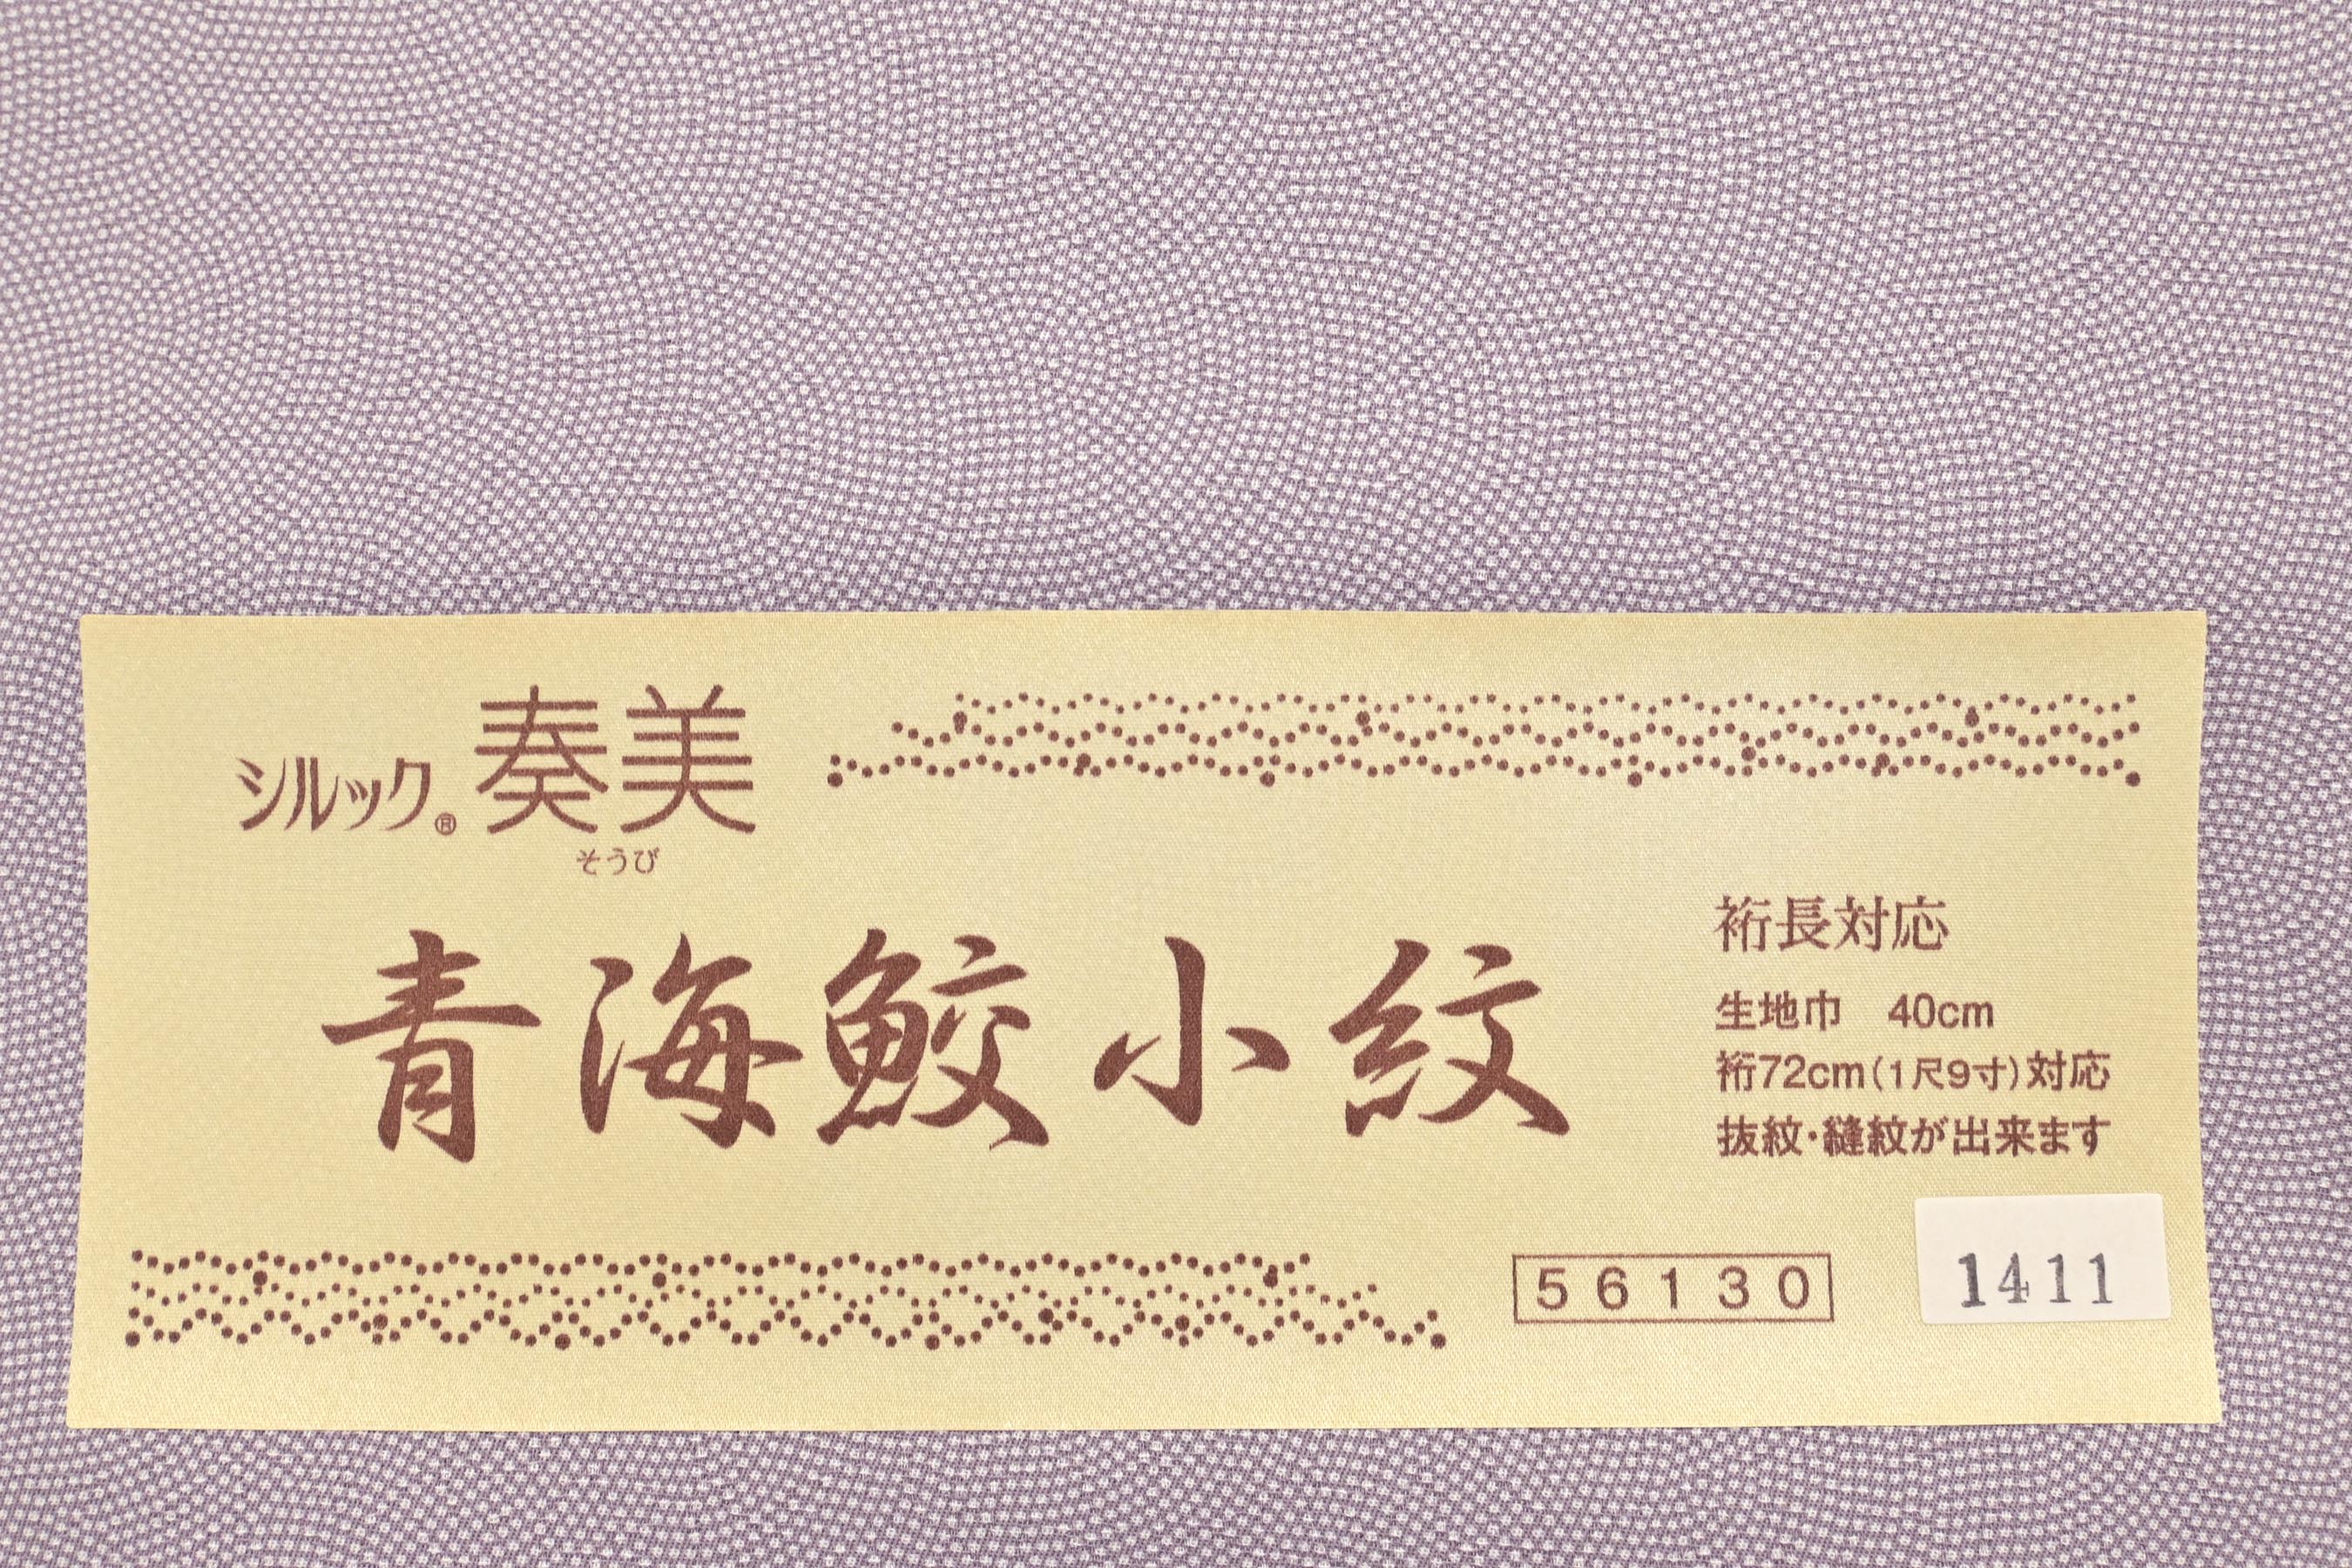 シルック® 奏美
そうび
青海鮫小紋
裄長対応
生地巾 40cm
裄72cm(1尺9寸)対応
抜紋・縫紋が出来ます
56130
1411